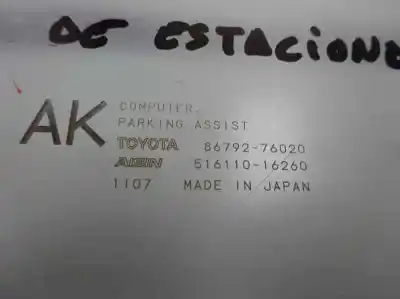 DE ESTACIONE
AK
COMPUTER,
PARKING ASSIST
TOYOTA 86792-76020
AISIN 516110-16260
1107 MADE IN JAPAN